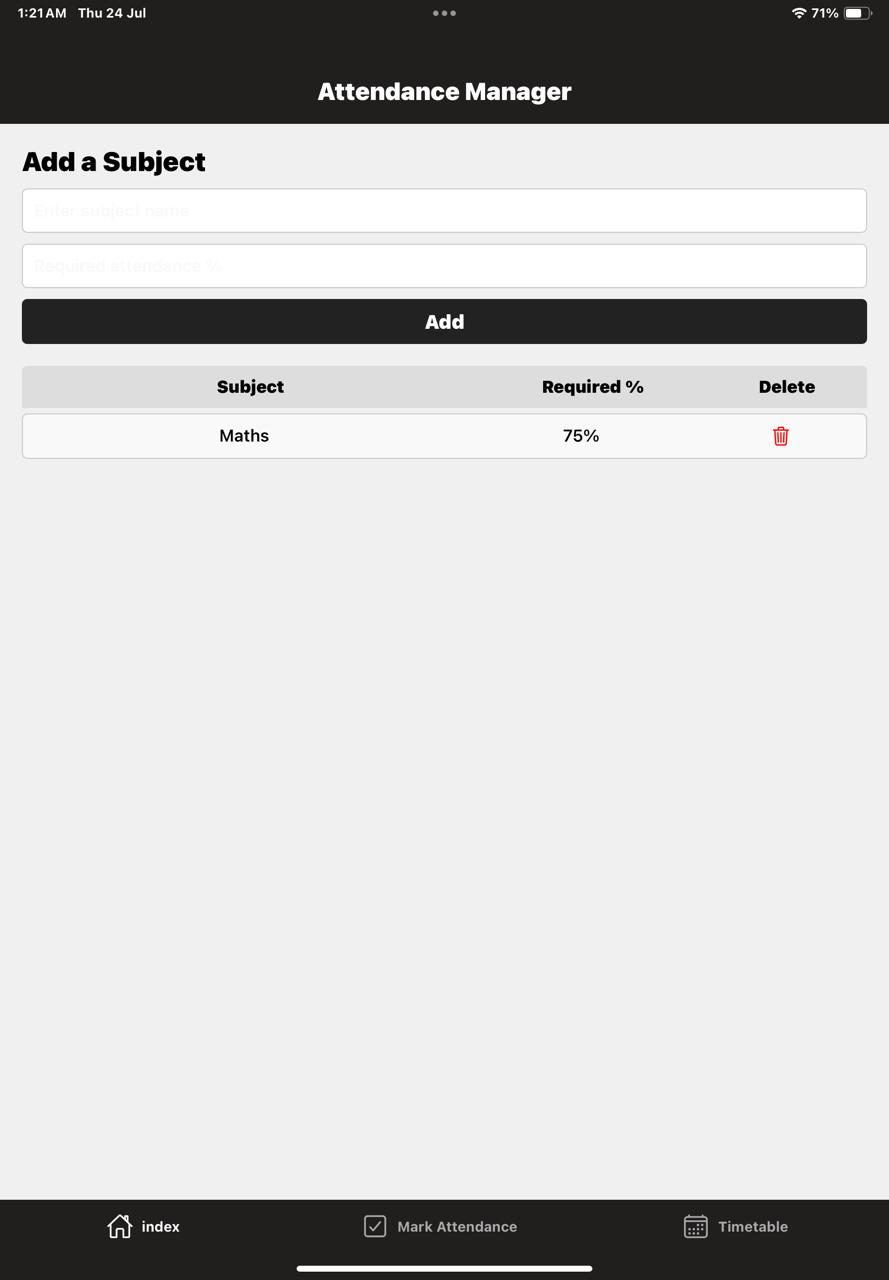 1:21 AM Thu 24 Jul 71%
Attendance Manager
Add a Subject
Enter subject name
Required attendance %
Add
Subject Required % Delete
Maths 75%
index Mark Attendance Timetable